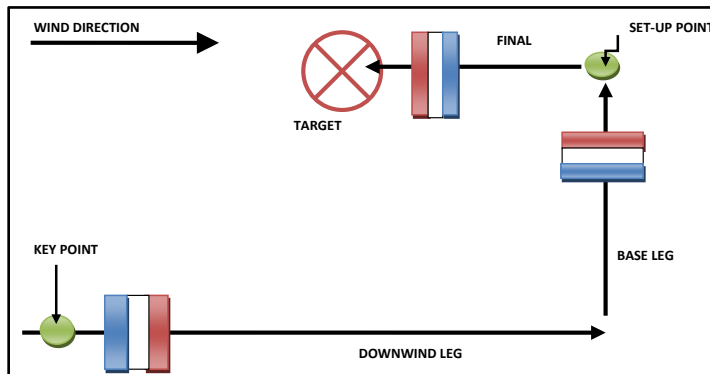 WIND DIRECTION
FINAL
SET-UP POINT
TARGET
KEY POINT
BASE LEG
DOWNWIND LEG